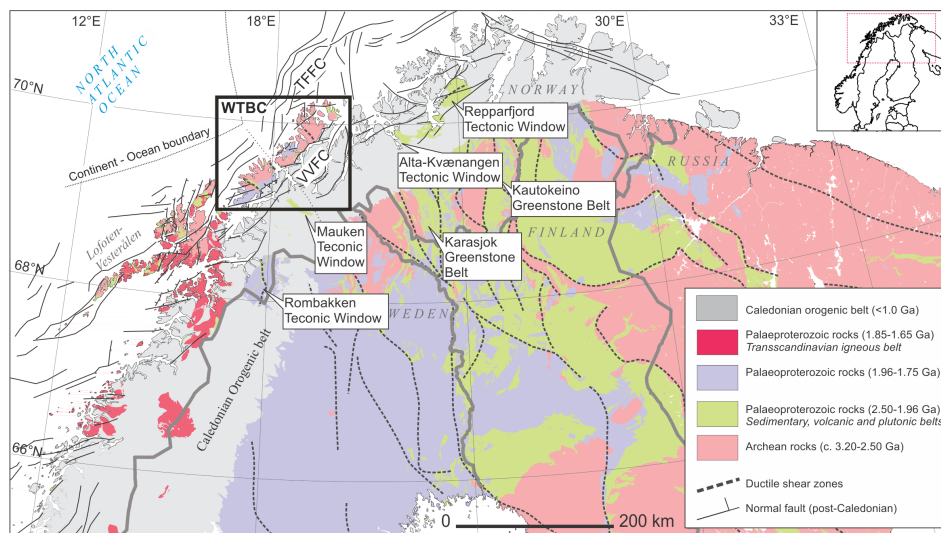 12°E
18°E
30°E
33°E
NORTH
ATLANTIC
OCEAN
70°N
TFFC
WTBC
NORWAY
Repparfjord
Tectonic Window
Continent - Ocean boundary
VVFC
RUSSIA
Alta-Kvænangen
Tectonic Window
Kautokeino
Greenstone Belt
Lofoten-
Vesterålen
Mauken
Teconic
Window
Karasjok
Greenstone
Belt
FINLAND
68°N
Rombakken
Teconic Window
WEDEN
Caledonian Orogenic belt
66°N
0
200 km
Caledonian orogenic belt (<1.0 Ga)
Palaeproterozoic rocks (1.85-1.65 Ga)
Transscandinavian igneous belt
Palaeoproterozoic rocks (1.96-1.75 Ga)
Palaeoproterozoic rocks (2.50-1.96 Ga)
Sedimentary, volcanic and plutonic belts
Archean rocks (c. 3.20-2.50 Ga)
Ductile shear zones
Normal fault (post-Caledonian)